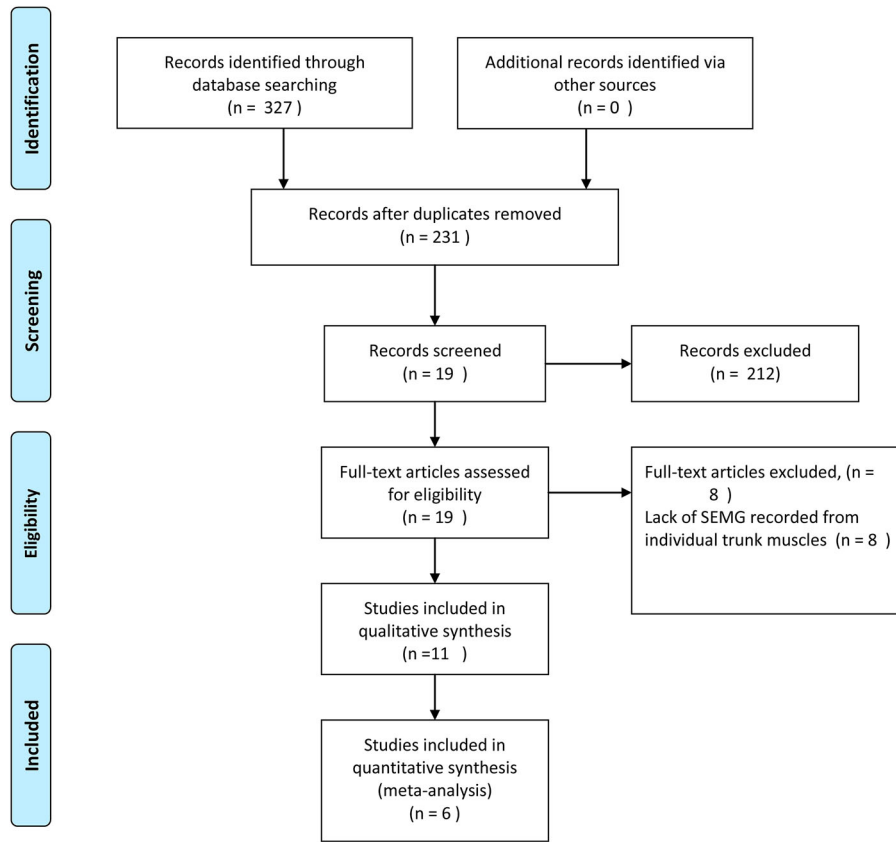 Identification
Records identified through
database searching
(n = 327 )
Additional records identified via
other sources
(n = 0 )
Records after duplicates removed
(n = 231 )
Screening
Records screened
(n = 19 )
Records excluded
(n = 212)
Eligibility
Full-text articles assessed
for eligibility
(n = 19 )
Full-text articles excluded, (n =
8 )
Lack of SEMG recorded from
individual trunk muscles (n = 8 )
Studies included in
qualitative synthesis
(n =11 )
Included
Studies included in
quantitative synthesis
(meta-analysis)
(n = 6 )